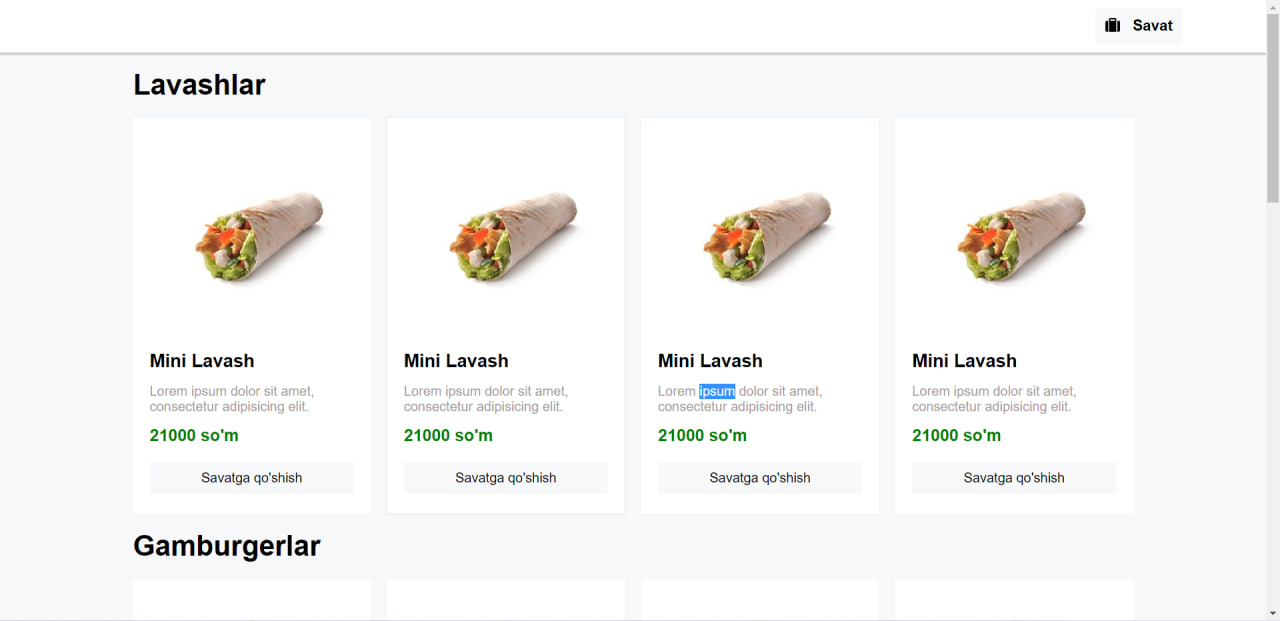 Savat
Lavashlar
Mini Lavash
Lorem ipsum dolor sit amet,
consectetur adipisicing elit.
21000 so'm
Savatga qo'shish
Mini Lavash
Lorem ipsum dolor sit amet,
consectetur adipisicing elit.
21000 so'm
Savatga qo'shish
Mini Lavash
Lorem ipsum dolor sit amet,
consectetur adipisicing elit.
21000 so'm
Savatga qo'shish
Mini Lavash
Lorem ipsum dolor sit amet,
consectetur adipisicing elit.
21000 so'm
Savatga qo'shish
Gamburgerlar